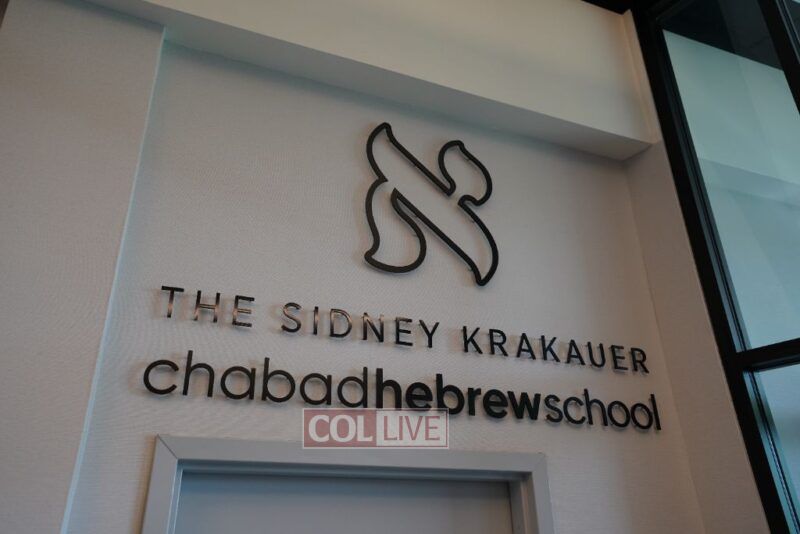 א
THE SIDNEY KRAKAUER
chabadhebrewschool
COL LIVE